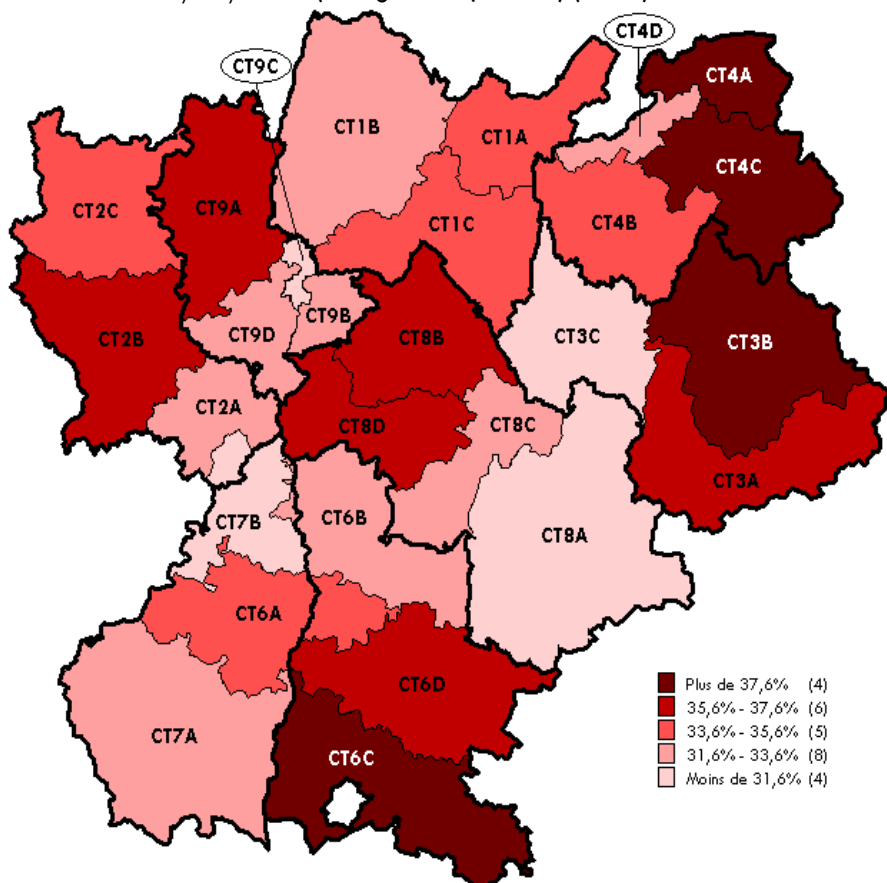 CT4D
CT9C
CT4A
CT1B
CT1A
CT4C
CT2C
CT9A
CT1C
CT4B
CT9B
CT9D
CT8B
CT3C
CT3B
CT2B
CT2A
CT8D
CT8C
CT3A
CT7B
CT6B
CT8A
CT6A
CT6D
CT7A
CT6C
Plus de 37,6% (4)
35,6% - 37,6% (6)
33,6% - 35,6% (5)
31,6% - 33,6% (8)
Moins de 31,6% (4)